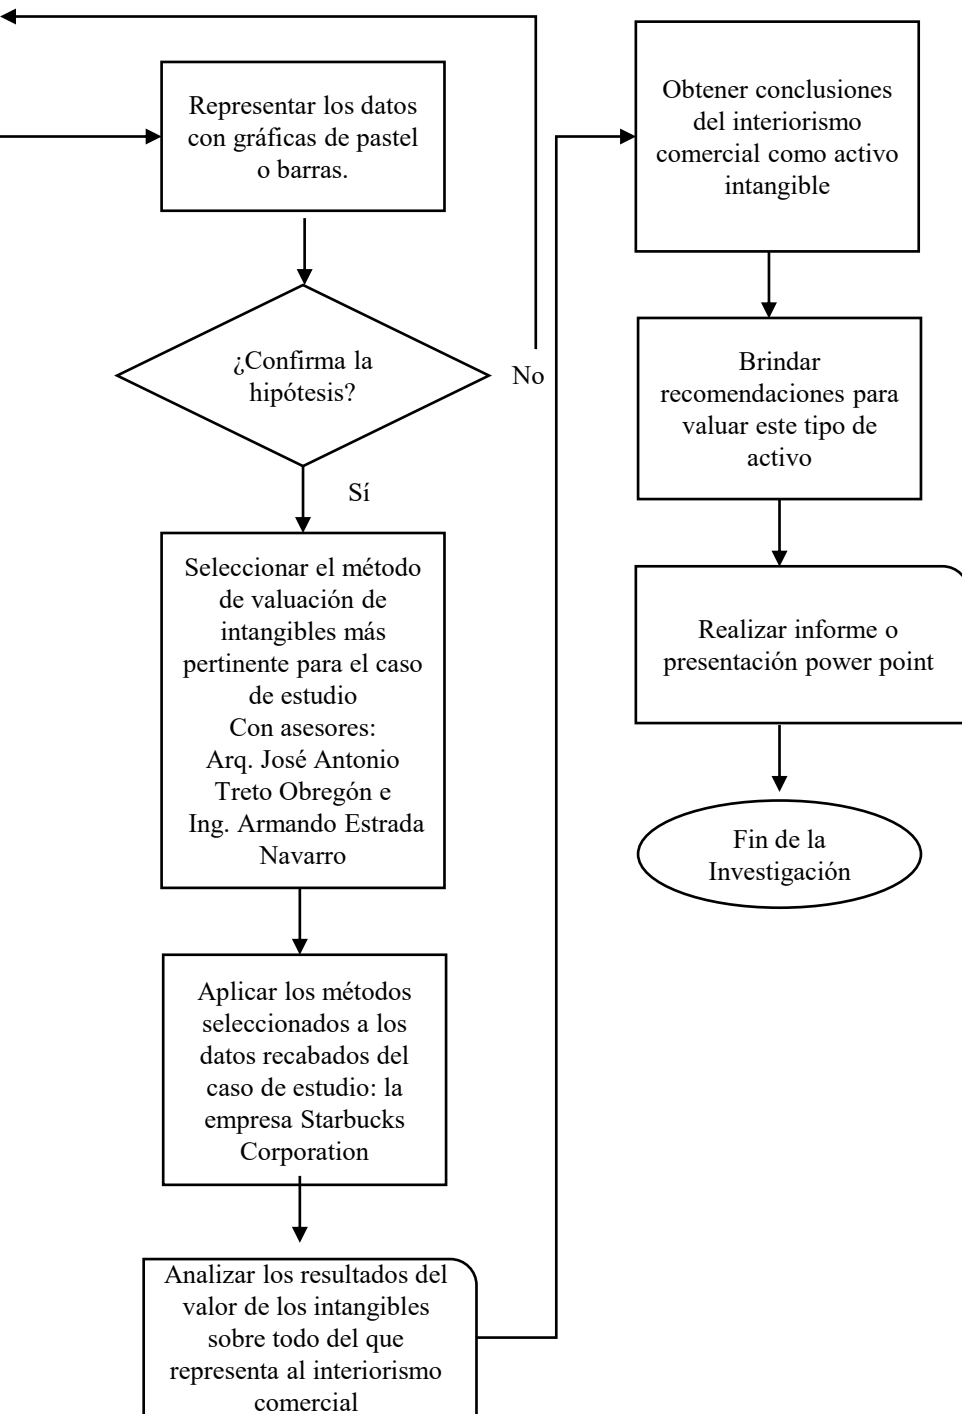 Representar los datos
con gráficas de pastel
o barras.
¿Confirma la
hipótesis?
No
Sí
Seleccionar el método
de valuación de
intangibles más
pertinente para el caso
de estudio
Con asesores:
Arq. José Antonio
Treto Obregón e
Ing. Armando Estrada
Navarro
Aplicar los métodos
seleccionados a los
datos recabados del
caso de estudio: la
empresa Starbucks
Corporation
Analizar los resultados del
valor de los intangibles
sobre todo del que
representa al interiorismo
comercial
Obtener conclusiones
del interiorismo
comercial como activo
intangible
Brindar
recomendaciones para
valuar este tipo de
activo
Realizar informe o
presentación power point
Fin de la
Investigación